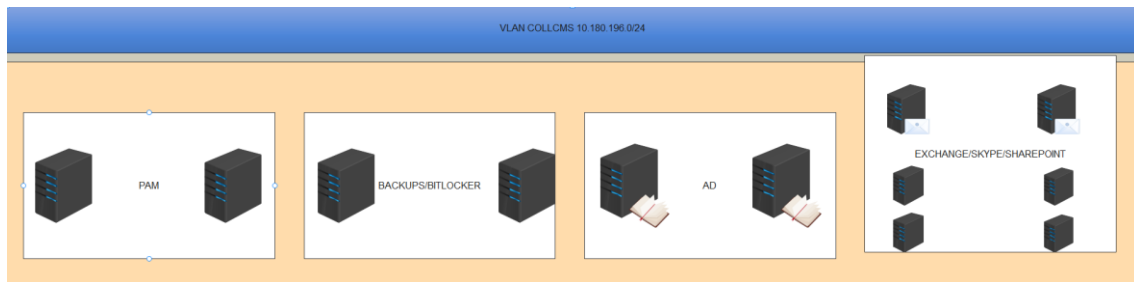 VLAN COLLCMS 10.180.196.0/24
EXCHANGE/SKYPE/SHAREPOINT
PAM
BACKUPS/BITLOCKER
AD